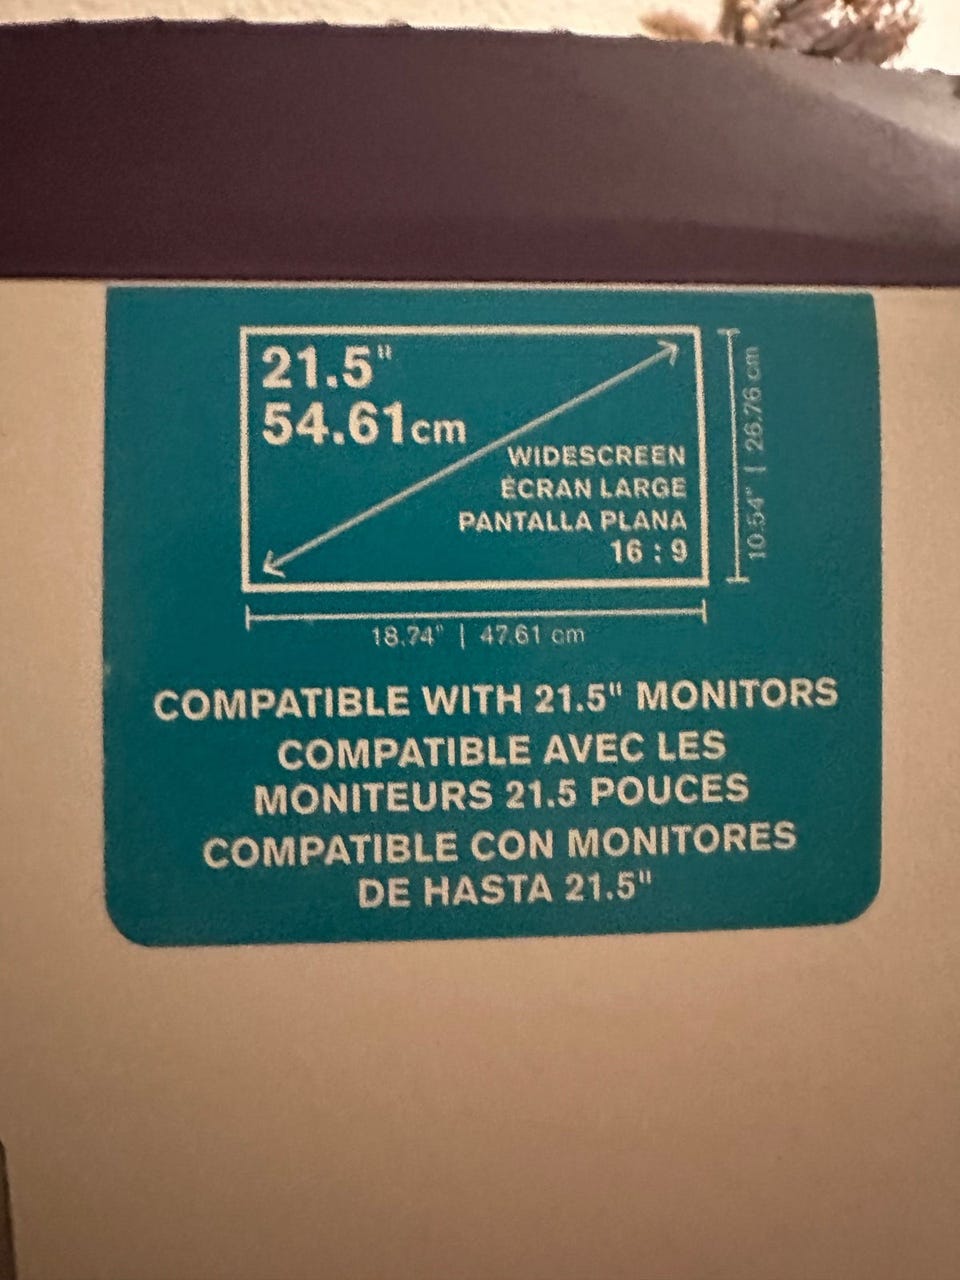 21.5"
54.61cm
WIDESCREEN
ÉCRAN LARGE
PANTALLA PLANA
16 : 9
10.54" | 26.76 cm
18.74" | 47.61 cm
COMPATIBLE WITH 21.5" MONITORS
COMPATIBLE AVEC LES
MONITEURS 21.5 POUCES
COMPATIBLE CON MONITORES
DE HASTA 21.5"